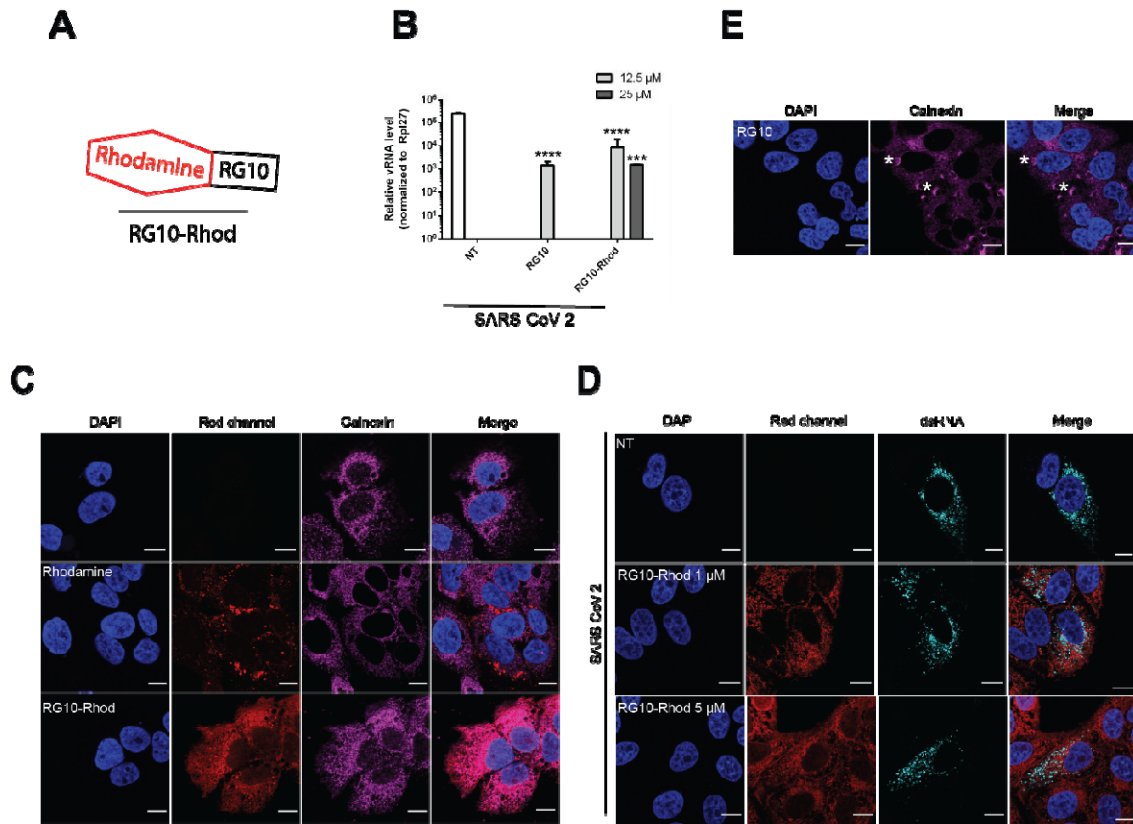 A
Rhodamine
RG10
RG10-Rhod
B
12.5 µM
25 µM
Relative vRNA level
(normalized to Rpl27)
10⁶
10⁵
10⁴
10³
10²
10¹
10⁰
****
****
***
NT
RG10
RG10-Rhod
SARS CoV 2
E
DAPI
Calnexin
Merge
RG10
*
*
*
*
C
DAPI
Red channel
Calnexin
Merge
Rhodamine
RG10-Rhod
D
DAP
Red channel
dsRNA
Merge
SARS CoV 2
NT
RG10-Rhod 1 µM
RG10-Rhod 5 µM